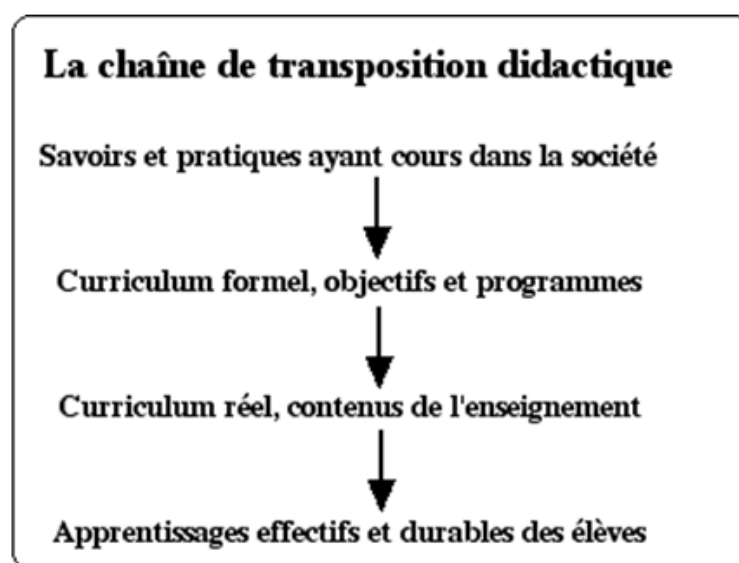 La chaîne de transposition didactique
Savoirs et pratiques ayant cours dans la société
Curriculum formel, objectifs et programmes
Curriculum réel, contenus de l'enseignement
Apprentissages effectifs et durables des élèves